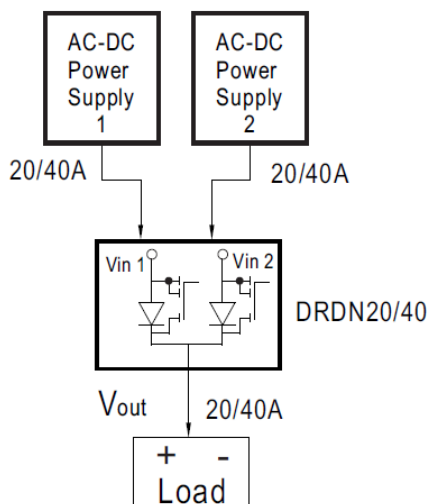 AC-DC
Power
Supply
1
AC-DC
Power
Supply
2
20/40A
20/40A
Vin 1
Vin 2
DRDN20/40
Vout
20/40A
+ -
Load